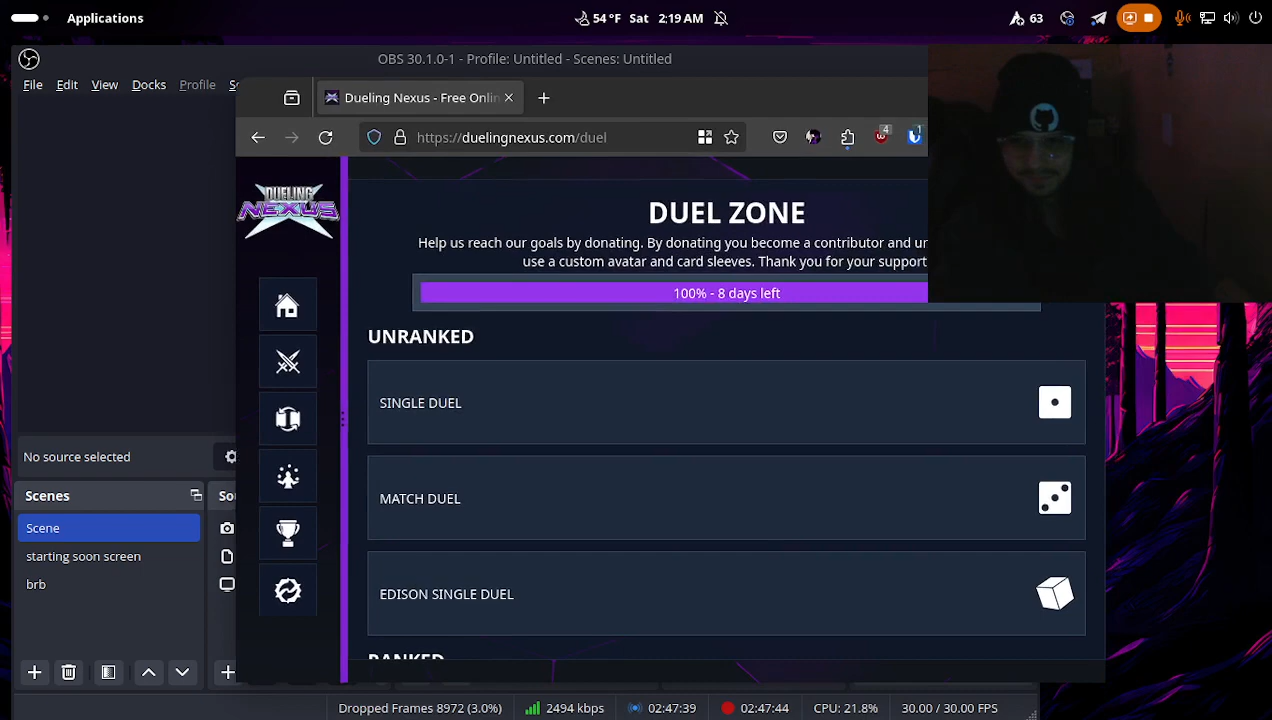 Applications
54 °F Sat 2:19 AM
63
OBS 30.1.0-1 - Profile: Untitled - Scenes: Untitled
File Edit View Docks Profile
Dueling Nexus - Free Onlin
https://duelingnexus.com/duel
4
1
DUELING
NEXUS
DUEL ZONE
Help us reach our goals by donating. By donating you become a contributor and
use a custom avatar and card sleeves. Thank you for your support
100% - 8 days left
UNRANKED
SINGLE DUEL
MATCH DUEL
EDISON SINGLE DUEL
RANKED
No source selected
Scenes
Sou
Scene
starting soon screen
brb
Dropped Frames 8972 (3.0%) 2494 kbps 02:47:39 02:47:44 CPU: 21.8% 30.00 / 30.00 FPS